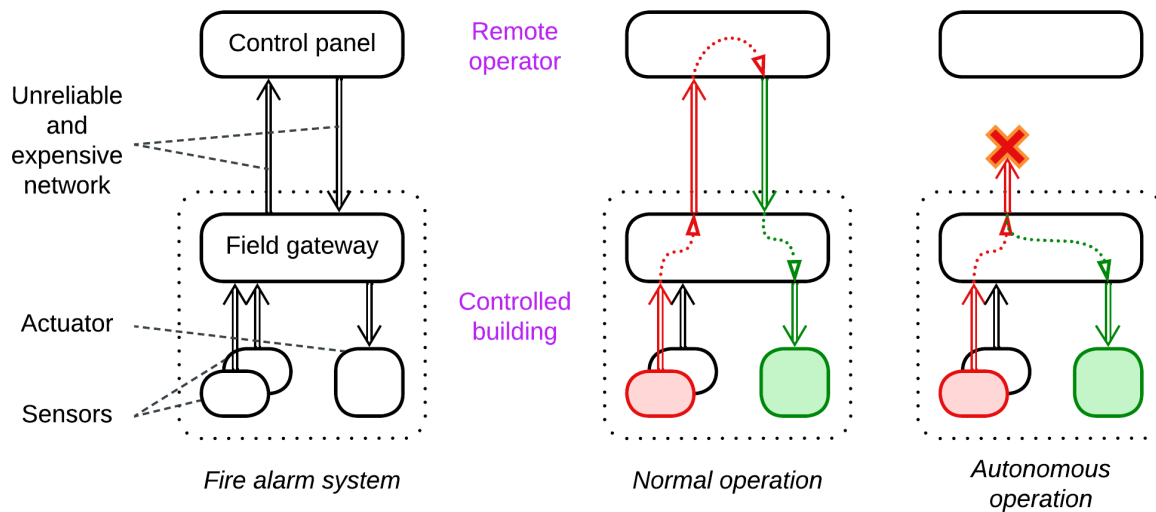 Control panel
Remote
operator
Unreliable
and
expensive
network
Field gateway
Controlled
building
Actuator
Sensors
Fire alarm system
Normal operation
Autonomous
operation